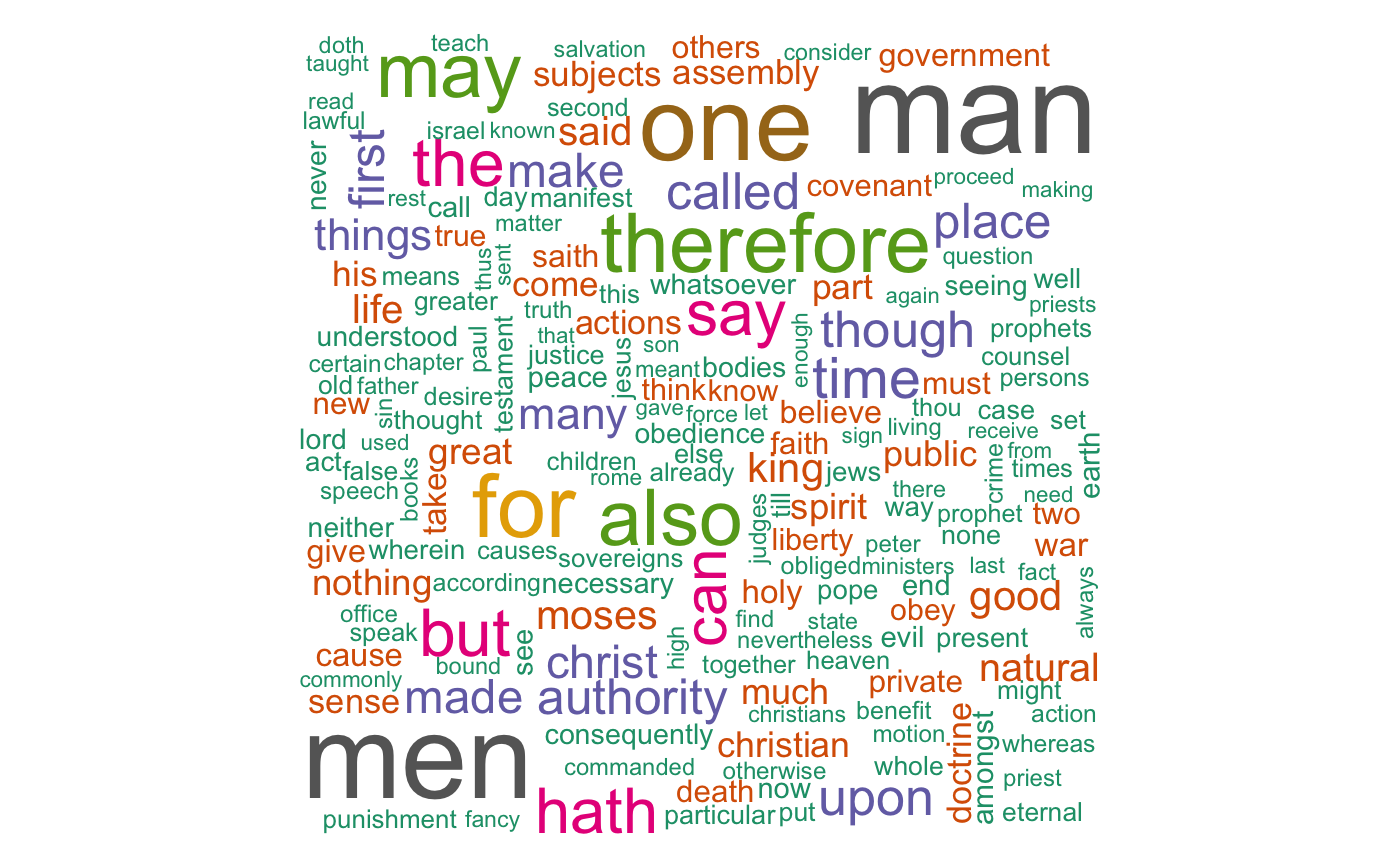 doth teach salvation others consider government
taught may subjects assembly
read second one man
lawful israel known said
never first the make called covenant proceed making
rest call day manifest
things true matter therefore place
his means thus sent saith question
life greater come this whatsoever part again seeing well
understood truth actions say though priests prophets
certain chapter paul testament that justice jesus son enough counsel
old father desire peace meant bodies time must persons
new sin thought many think know believe thou case set
lord used gave force let living receive
act false great obedience faith sign public from earth
speech books take children else already king jews crime times
rome there need
neither for also judges till spirit way prophet two
give wherein causes sovereigns liberty peter none war
nothing according necessary can obliged ministers last fact always
office moses holy pope end good
speak but find state obey
cause bound see christ high nevertheless evil present
commonly together heaven natural
sense made authority much private might
christians benefit action
men consequently christian motion doctrine amongst whereas
commanded otherwise whole priest
death now
punishment fancy hath particular put upon eternal